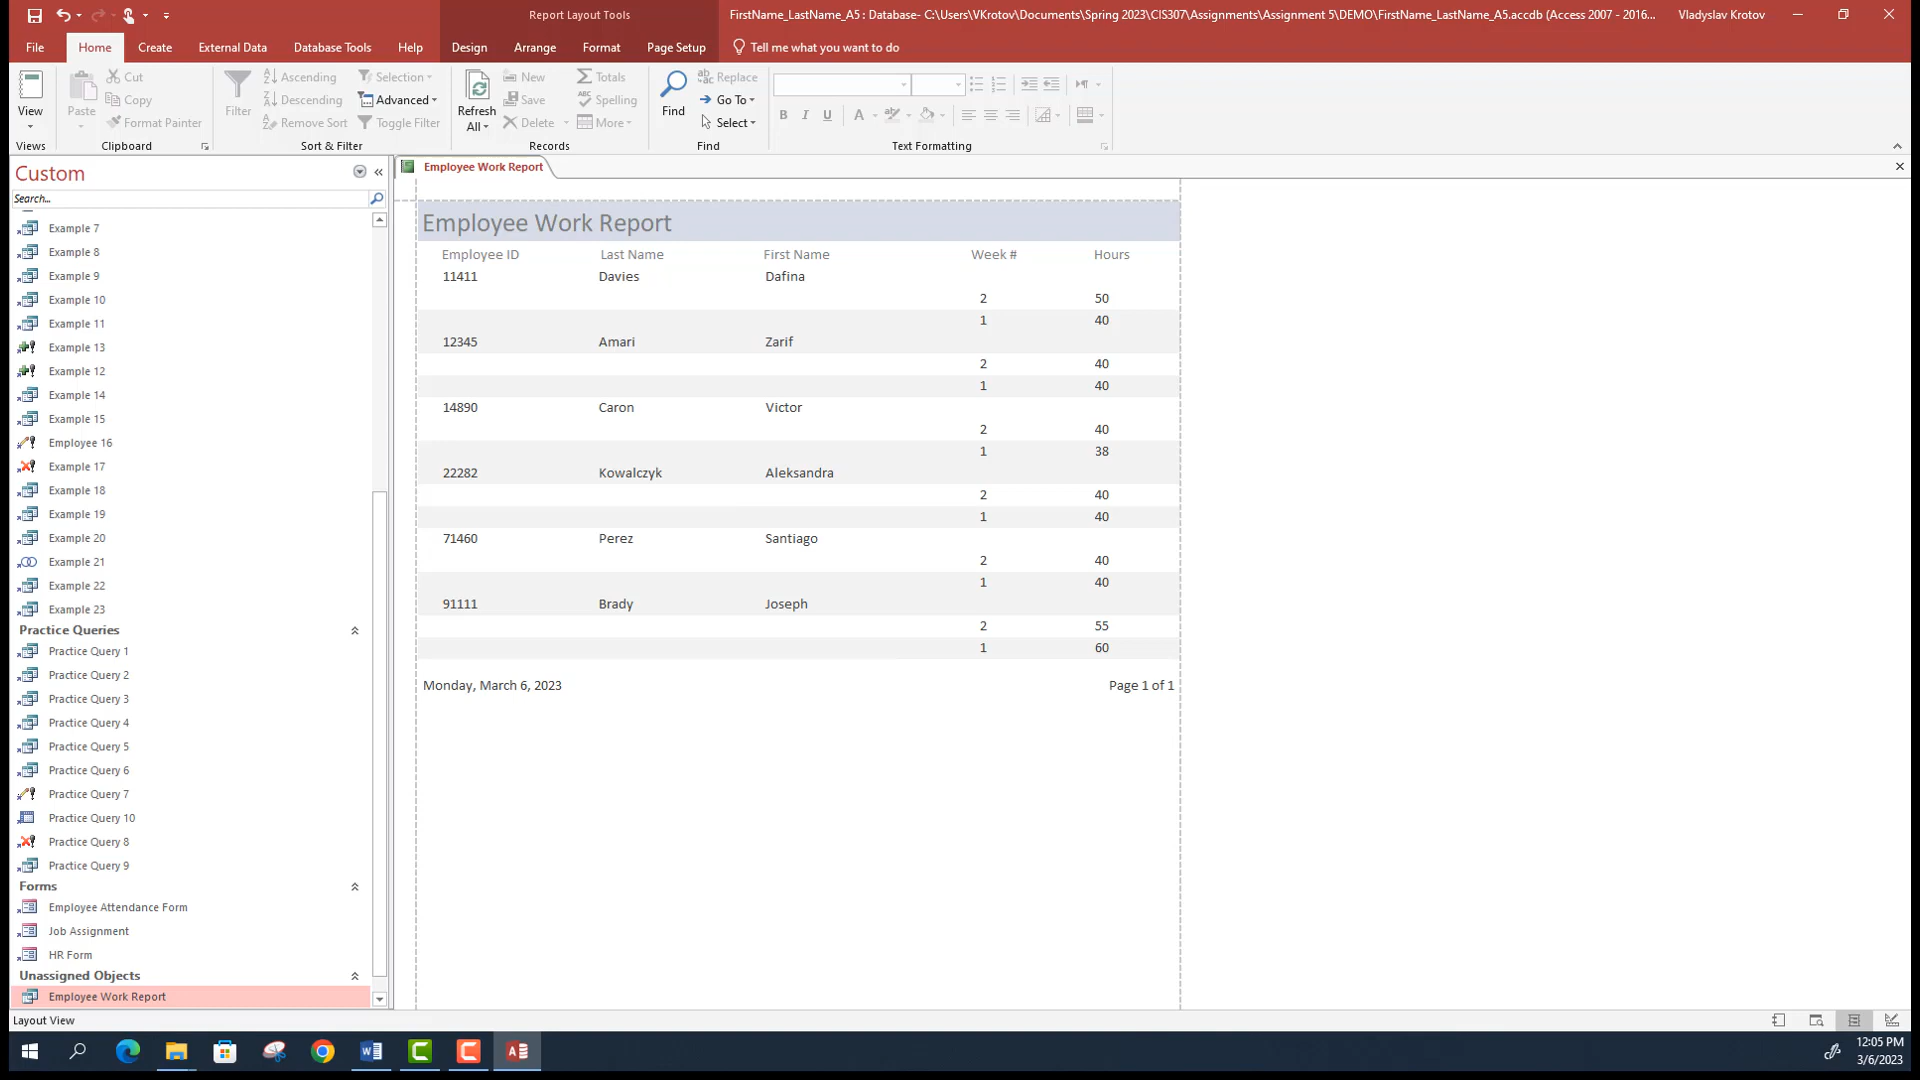 Report Layout Tools
FirstName_LastName_A5 : Database- C:\Users\VKrotov\Documents\Spring 2023\CIS307\Assignments\Assignment 5\DEMO\FirstName_LastName_A5.accdb (Access 2007 - 2016...
Vladyslav Krotov
File Home Create External Data Database Tools Help Design Arrange Format Page Setup Tell me what you want to do
View
Views
Paste
Cut
Copy
Format Painter
Clipboard
Filter
Ascending
Descending
Remove Sort
Selection
Advanced
Toggle Filter
Sort & Filter
Refresh All
New
Save
Delete
Totals
Spelling
More
Records
Find
Replace
Go To
Select
Find
B I U A
Text Formatting
Custom
Search...
Example 7
Example 8
Example 9
Example 10
Example 11
Example 13
Example 12
Example 14
Example 15
Employee 16
Example 17
Example 18
Example 19
Example 20
Example 21
Example 22
Example 23
Practice Queries
Practice Query 1
Practice Query 2
Practice Query 3
Practice Query 4
Practice Query 5
Practice Query 6
Practice Query 7
Practice Query 10
Practice Query 8
Practice Query 9
Forms
Employee Attendance Form
Job Assignment
HR Form
Unassigned Objects
Employee Work Report
Employee Work Report
Employee Work Report
Employee ID Last Name First Name Week # Hours
11411 Davies Dafina
2 50
1 40
12345 Amari Zarif
2 40
1 40
14890 Caron Victor
2 40
1 38
22282 Kowalczyk Aleksandra
2 40
1 40
71460 Perez Santiago
2 40
1 40
91111 Brady Joseph
2 55
1 60
Monday, March 6, 2023 Page 1 of 1
Layout View
12:05 PM
3/6/2023